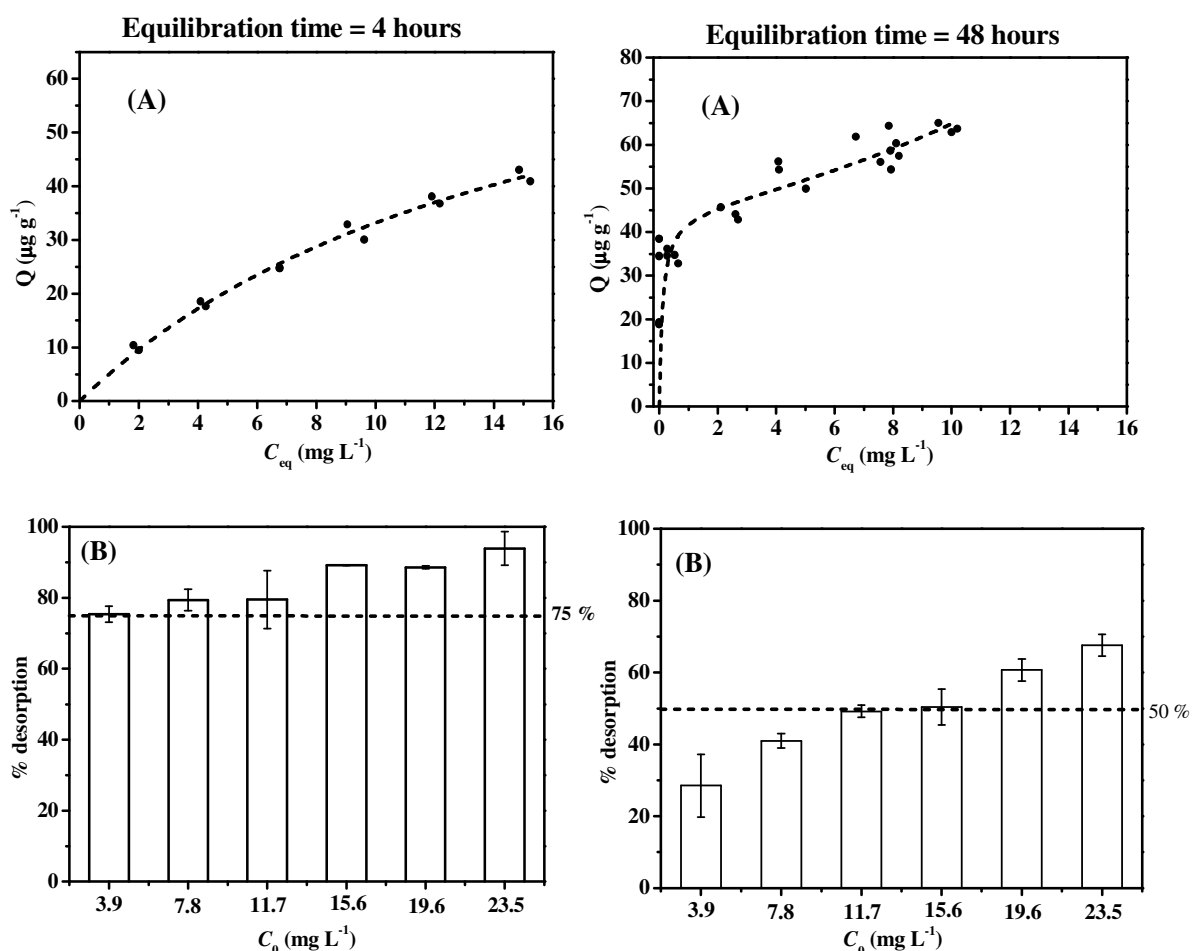 Equilibration time = 4 hours
60
50
40
30
20
10
0
(A)
Q (µg g⁻¹)
0 2 4 6 8 10 12 14 16
C_eq (mg L⁻¹)
Equilibration time = 48 hours
80
70
60
50
40
30
20
10
0
(A)
Q (µg g⁻¹)
0 2 4 6 8 10 12 14 16
C_eq (mg L⁻¹)
100
80
60
40
20
0
(B)
75 %
% desorption
3.9 7.8 11.7 15.6 19.6 23.5
C_0 (mg L⁻¹)
100
80
60
40
20
0
(B)
50 %
% desorption
3.9 7.8 11.7 15.6 19.6 23.5
C_0 (mg L⁻¹)